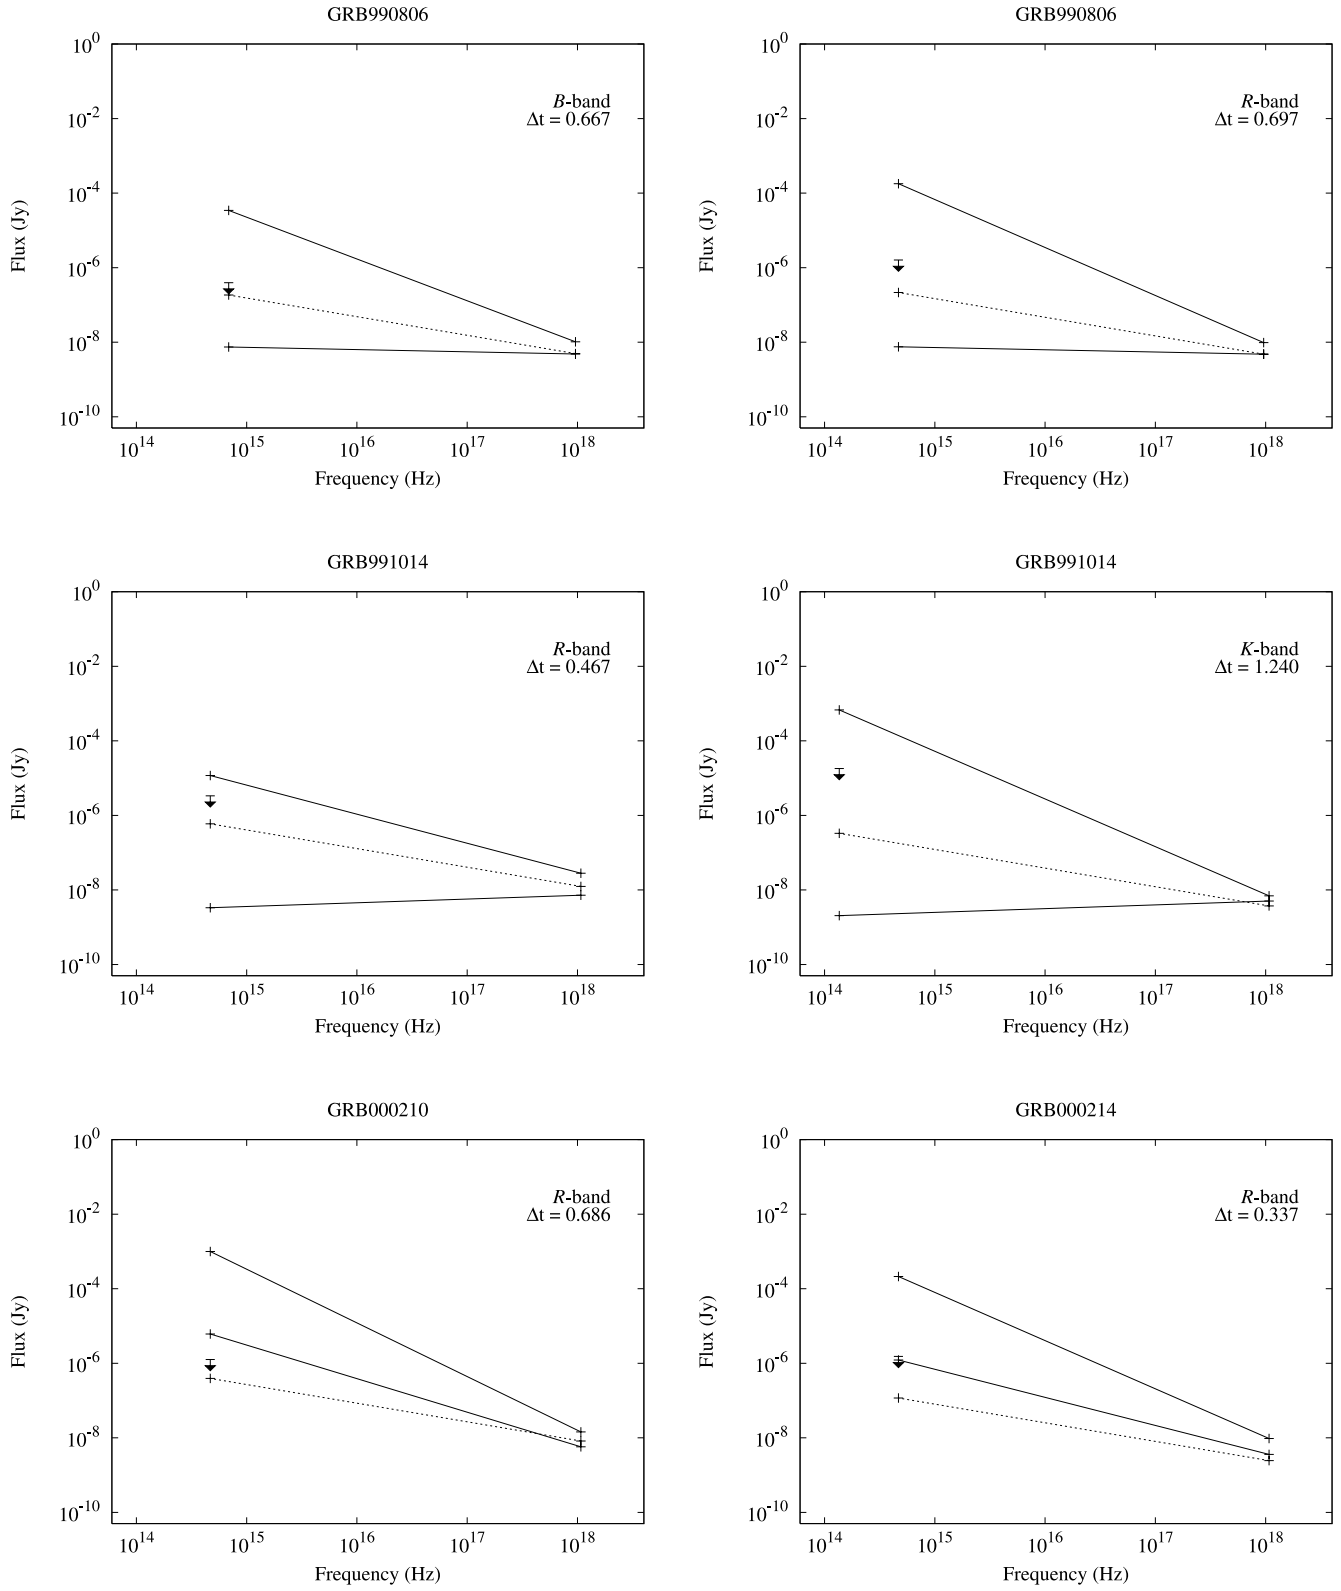 GRB990806
10^0
10^-2
10^-4
10^-6
10^-8
10^-10
Flux (Jy)
B-band
Δt = 0.667
10^14 10^15 10^16 10^17 10^18
Frequency (Hz)
GRB990806
10^0
10^-2
10^-4
10^-6
10^-8
10^-10
Flux (Jy)
R-band
Δt = 0.697
10^14 10^15 10^16 10^17 10^18
Frequency (Hz)
GRB991014
10^0
10^-2
10^-4
10^-6
10^-8
10^-10
Flux (Jy)
R-band
Δt = 0.467
10^14 10^15 10^16 10^17 10^18
Frequency (Hz)
GRB991014
10^0
10^-2
10^-4
10^-6
10^-8
10^-10
Flux (Jy)
K-band
Δt = 1.240
10^14 10^15 10^16 10^17 10^18
Frequency (Hz)
GRB000210
10^0
10^-2
10^-4
10^-6
10^-8
10^-10
Flux (Jy)
R-band
Δt = 0.686
10^14 10^15 10^16 10^17 10^18
Frequency (Hz)
GRB000214
10^0
10^-2
10^-4
10^-6
10^-8
10^-10
Flux (Jy)
R-band
Δt = 0.337
10^14 10^15 10^16 10^17 10^18
Frequency (Hz)